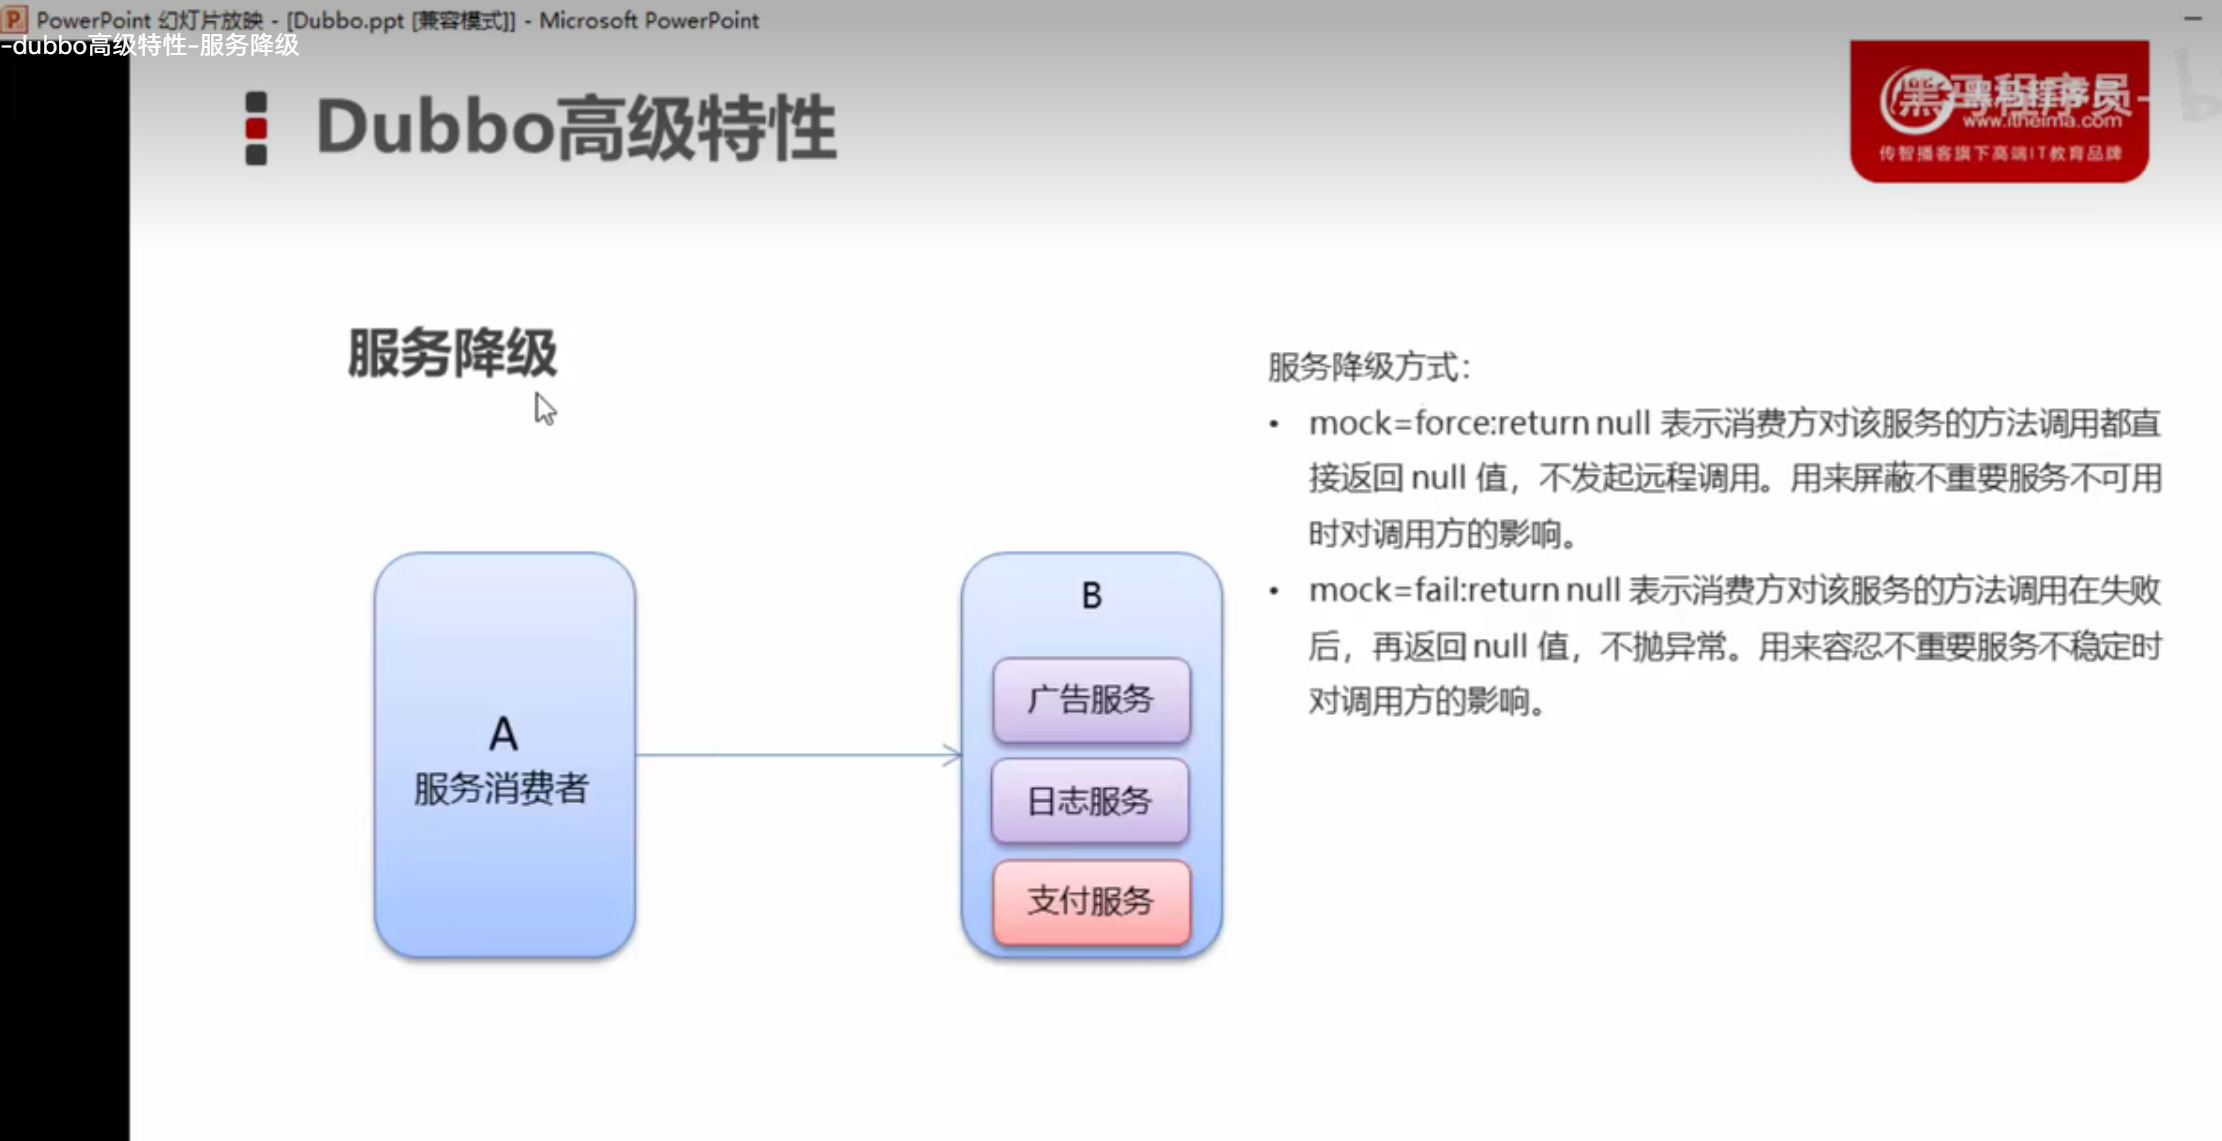 PowerPoint 幻灯片放映 - [Dubbo.ppt [兼容模式]] - Microsoft PowerPoint
-dubbo高级特性-服务降级
Dubbo高级特性
黑马程序员-
www.itheima.com
传智播客旗下高端IT教育品牌
服务降级
A
服务消费者
B
广告服务
日志服务
支付服务
服务降级方式：
• mock=force:return null 表示消费方对该服务的方法调用都直
接返回 null 值，不发起远程调用。用来屏蔽不重要服务不可用
时对调用方的影响。
• mock=fail:return null 表示消费方对该服务的方法调用在失败
后，再返回 null 值，不抛异常。用来容忍不重要服务不稳定时
对调用方的影响。